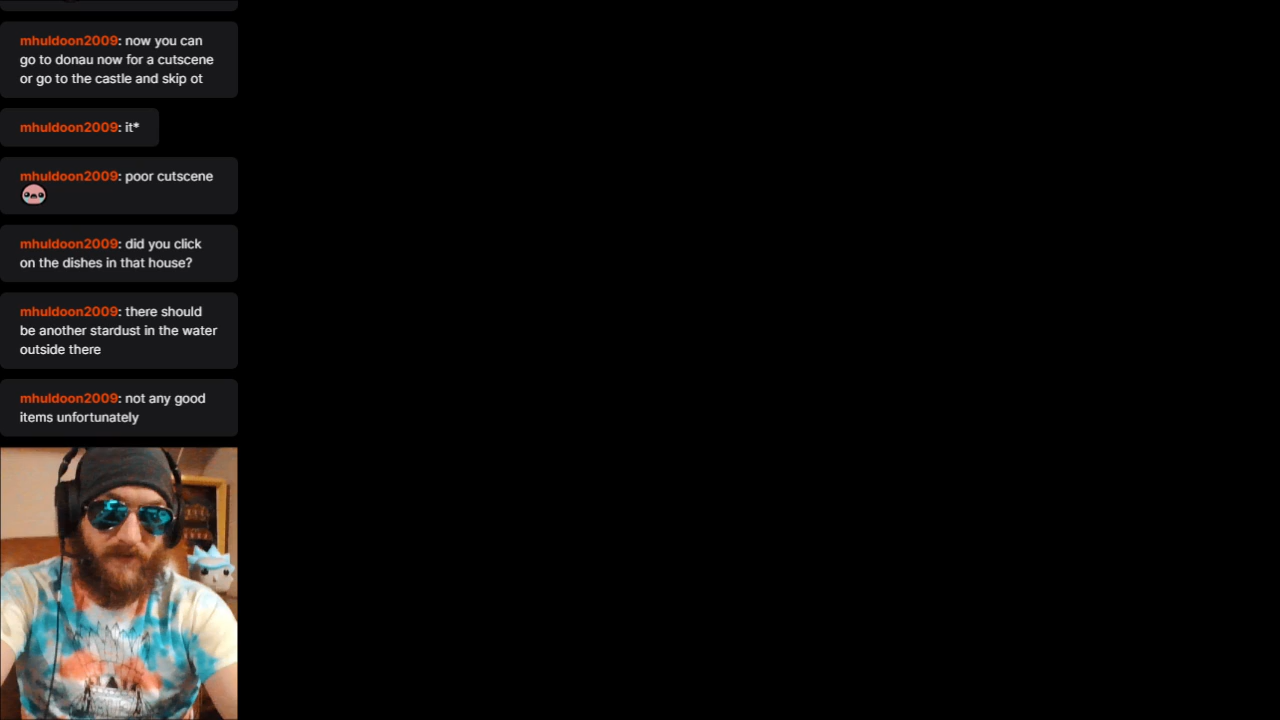 mhuldoon2009: now you can
go to donau now for a cutscene
or go to the castle and skip ot
mhuldoon2009: it*
mhuldoon2009: poor cutscene
mhuldoon2009: did you click
on the dishes in that house?
mhuldoon2009: there should
be another stardust in the water
outside there
mhuldoon2009: not any good
items unfortunately